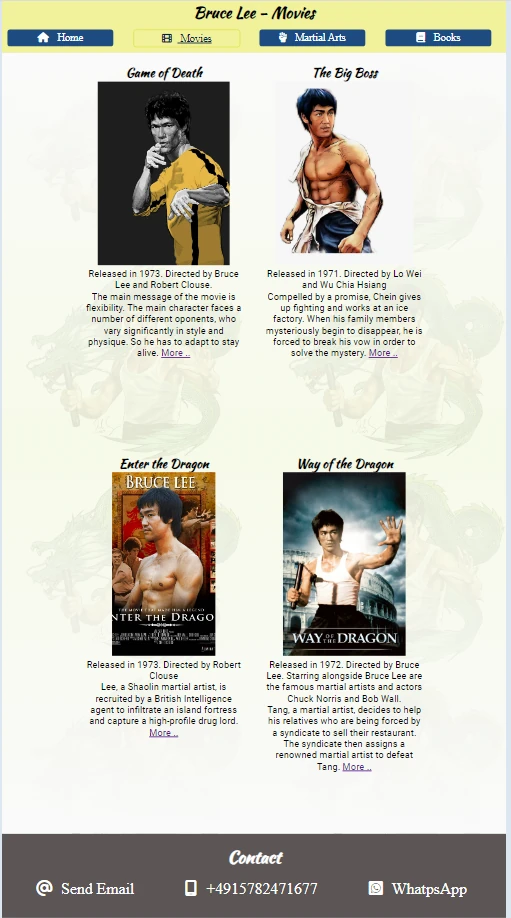 Bruce Lee - Movies
Home
Movies
Martial Arts
Books
Game of Death
Released in 1973. Directed by Bruce
Lee and Robert Clouse.
The main message of the movie is
flexibility. The main character faces a
number of different oponents, who
vary significantly in style and
physique. So he has to adapt to stay
alive. More ..
The Big Boss
Released in 1971. Directed by Lo Wei
and Wu Chia Hsiang
Compelled by a promise, Chein gives
up fighting and works at an ice
factory. When his family members
mysteriously begin to disappear, he is
forced to break his vow in order to
solve the mystery. More ..
Enter the Dragon
BRUCE LEE
THE MOVIE THAT MADE HIM A LEGEND
NTER THE DRAGO
Released in 1973. Directed by Robert
Clouse
Lee, a Shaolin martial artist, is
recruited by a British Intelligence
agent to infiltrate an island fortress
and capture a high-profile drug lord.
More ..
Way of the Dragon
WAY OF THE DRAGON
Released in 1972. Directed by Bruce
Lee. Starring alongside Bruce Lee are
the famous martial artists and actors
Chuck Norris and Bob Wall.
Tang, a martial artist, decides to help
his relatives who are being forced by
a syndicate to sell their restaurant.
The syndicate then assigns a
renowned martial artist to defeat
Tang. More ..
Contact
Send Email
+4915782471677
WhatpsApp